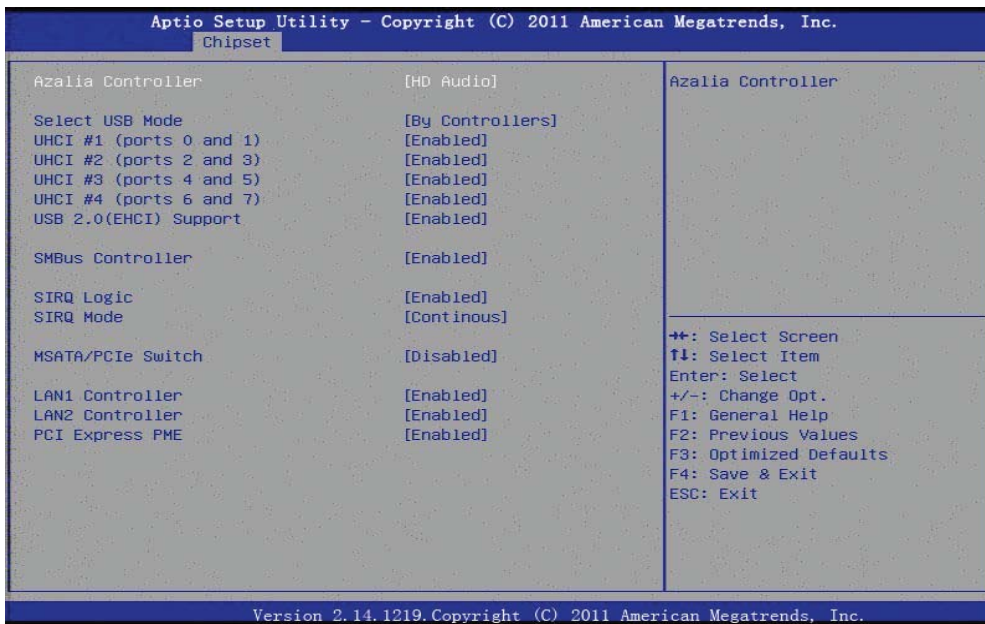 Aptio Setup Utility - Copyright (C) 2011 American Megatrends, Inc.
Chipset
Azalia Controller [HD Audio]
Select USB Mode [By Controllers]
UHCI #1 (ports 0 and 1) [Enabled]
UHCI #2 (ports 2 and 3) [Enabled]
UHCI #3 (ports 4 and 5) [Enabled]
UHCI #4 (ports 6 and 7) [Enabled]
USB 2.0(EHCI) Support [Enabled]
SMBus Controller [Enabled]
SIRQ Logic [Enabled]
SIRQ Mode [Continous]
MSATA/PCIe Switch [Disabled]
LAN1 Controller [Enabled]
LAN2 Controller [Enabled]
PCI Express PME [Enabled]
Azalia Controller
→←: Select Screen
↑↓: Select Item
Enter: Select
+/-: Change Opt.
F1: General Help
F2: Previous Values
F3: Optimized Defaults
F4: Save & Exit
ESC: Exit
Version 2.14.1219. Copyright (C) 2011 American Megatrends, Inc.